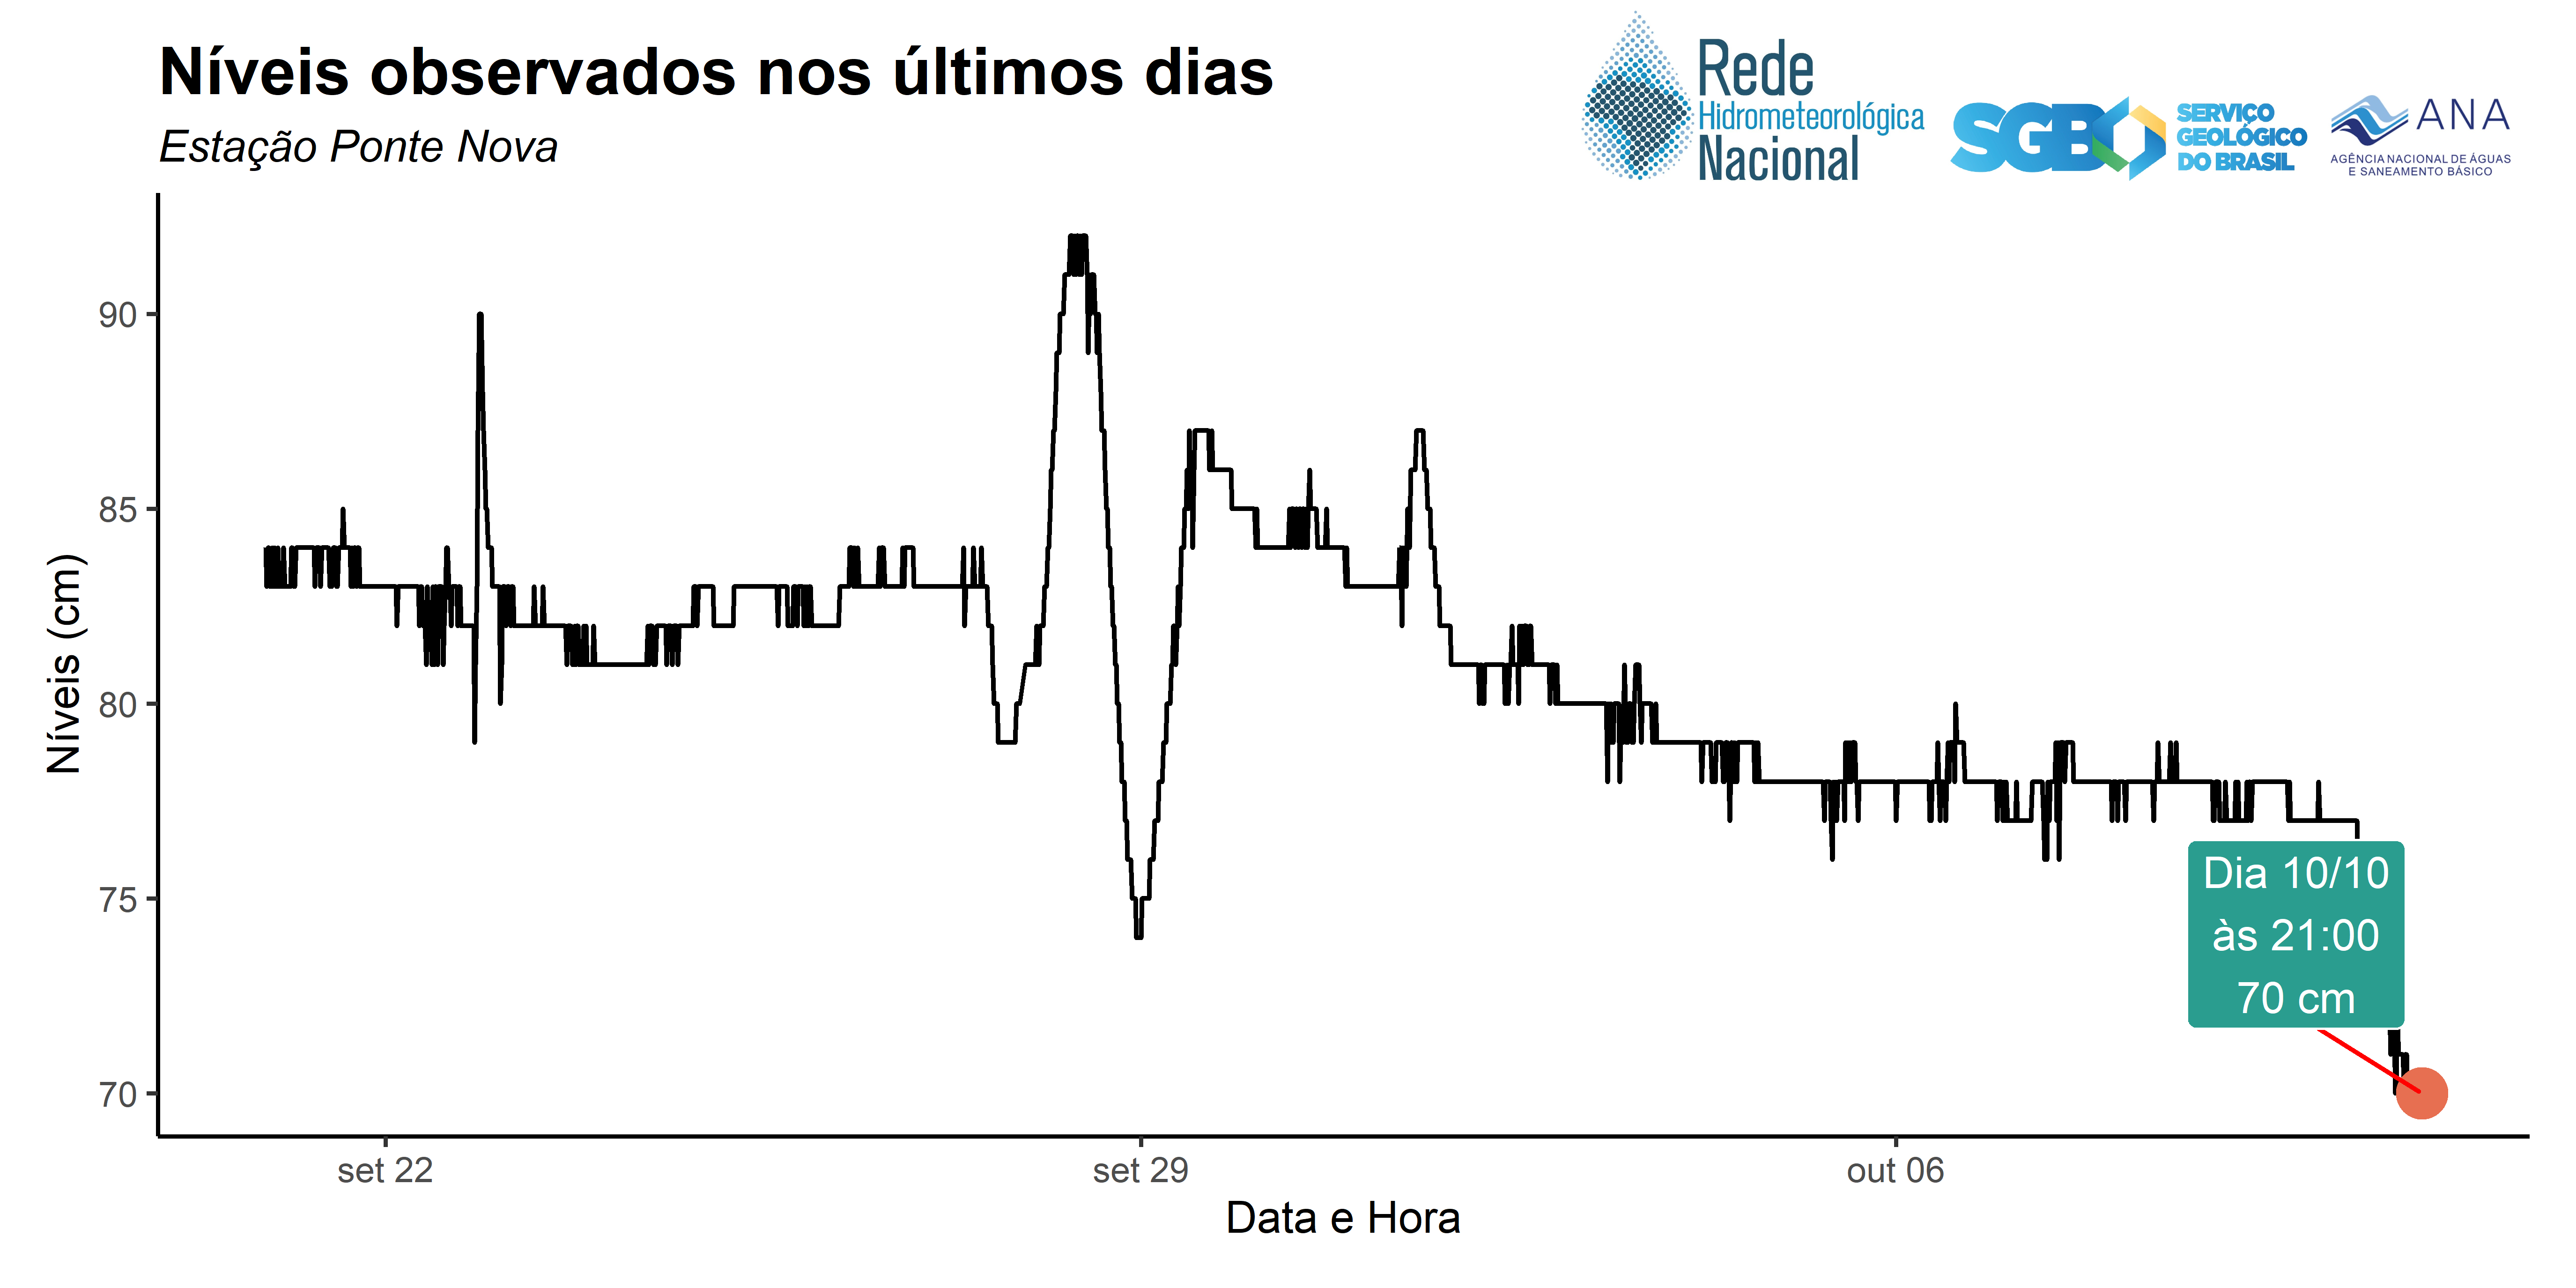 Níveis observados nos últimos dias
Estação Ponte Nova
Rede
Hidrometeorológica
Nacional
SGB
SERVIÇO
GEOLÓGICO
DO BRASIL
ANA
AGÊNCIA NACIONAL DE ÁGUAS
E SANEAMENTO BÁSICO
Níveis (cm)
90
85
80
75
70
Dia 10/10
às 21:00
70 cm
set 22
set 29
out 06
Data e Hora